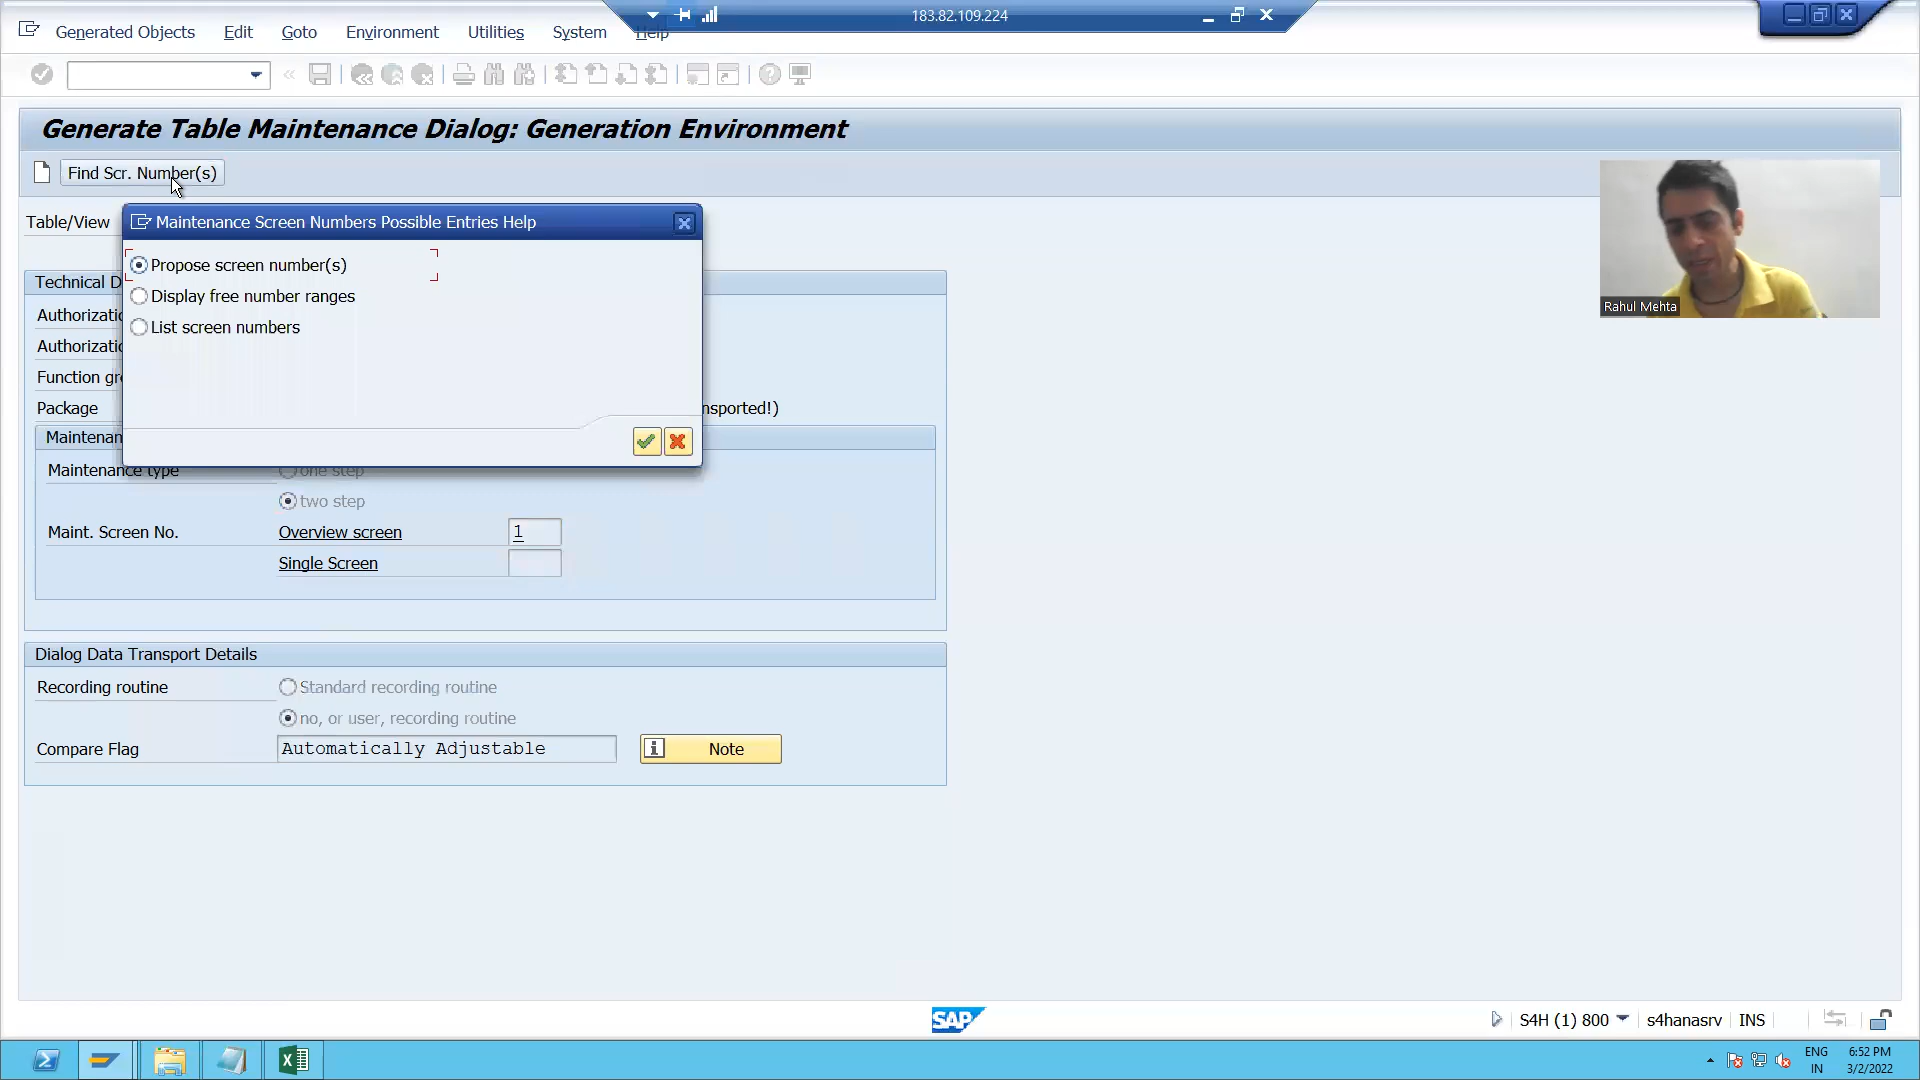 183.82.109.224
Generated Objects Edit Goto Environment Utilities System Help
Generate Table Maintenance Dialog: Generation Environment
Find Scr. Number(s)
Table/View
Maintenance Screen Numbers Possible Entries Help
Propose screen number(s)
Display free number ranges
List screen numbers
Technical D
Authorizatio
Authorizatio
Function gr
Package nsported!)
Maintenan
Maintenance type one step
two step
Maint. Screen No. Overview screen 1
Single Screen
Dialog Data Transport Details
Recording routine Standard recording routine
no, or user, recording routine
Compare Flag Automatically Adjustable Note
Rahul Mehta
SAP
S4H (1) 800 s4hanasrv INS
ENG
IN
6:52 PM
3/2/2022